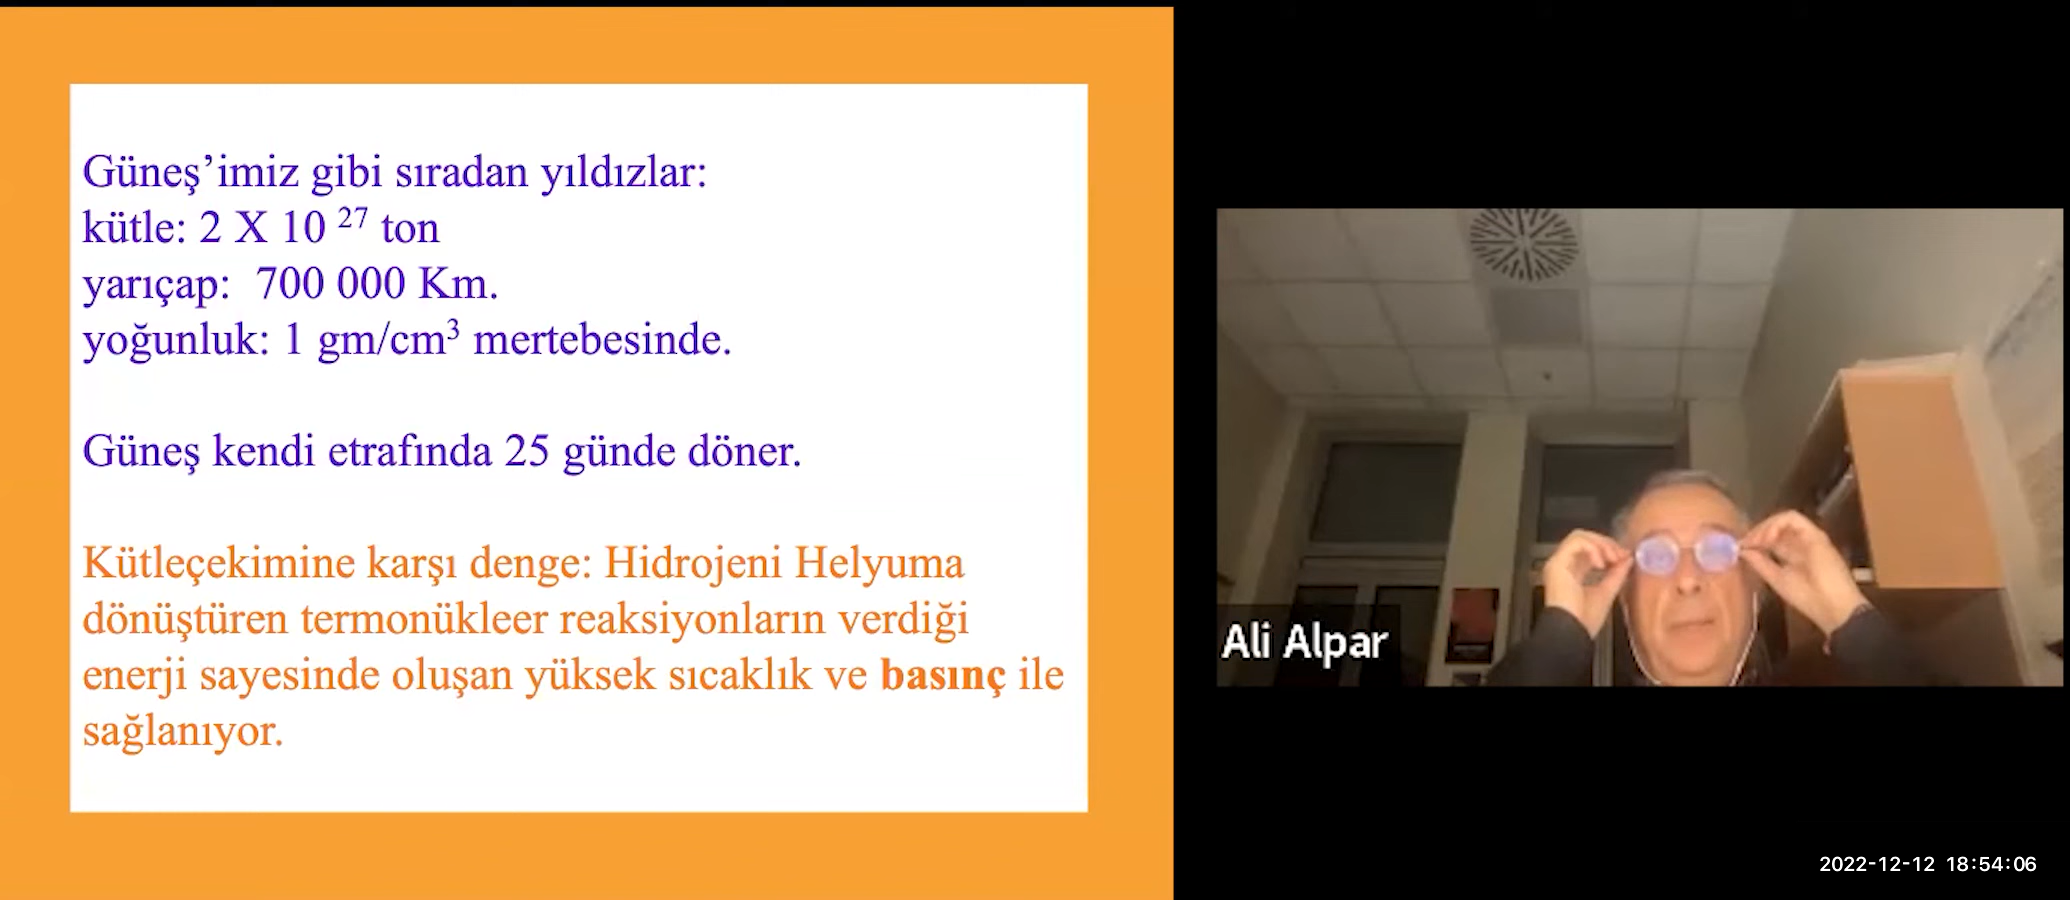 Güneş’imiz gibi sıradan yıldızlar:
kütle: 2 X 10 ²⁷ ton
yarıçap:  700 000 Km.
yoğunluk: 1 gm/cm³ mertebesinde.
Güneş kendi etrafında 25 günde döner.
Kütleçekimine karşı denge: Hidrojeni Helyuma
dönüştüren termonükleer reaksiyonların verdiği
enerji sayesinde oluşan yüksek sıcaklık ve basınç ile
sağlanıyor.
Ali Alpar
2022-12-12 18:54:06